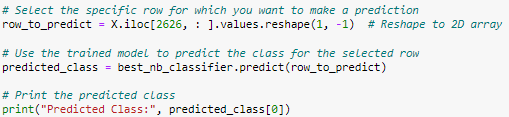 # Select the specific row for which you want to make a prediction
row_to_predict = X.iloc[2626, : ].values.reshape(1, -1)  # Reshape to 2D array
# Use the trained model to predict the class for the selected row
predicted_class = best_nb_classifier.predict(row_to_predict)
# Print the predicted class
print("Predicted Class:", predicted_class[0])